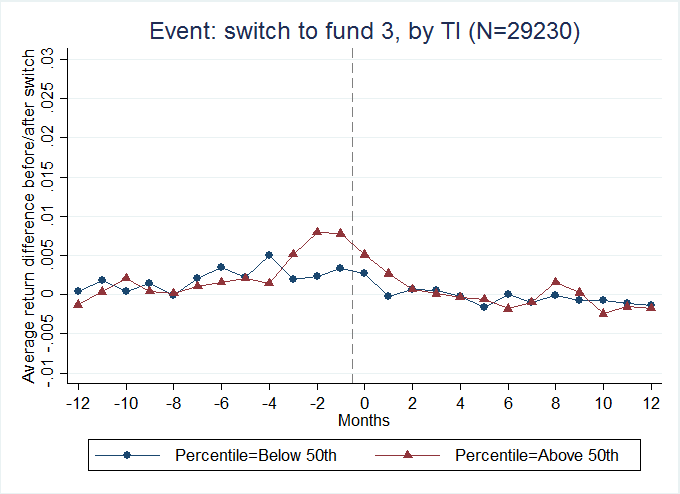 Event: switch to fund 3, by TI (N=29230)
Average return difference before/after switch
.03
.025
.02
.015
.01
.005
0
-.005
-.01
-12 -10 -8 -6 -4 -2 0 2 4 6 8 10 12
Months
Percentile=Below 50th Percentile=Above 50th